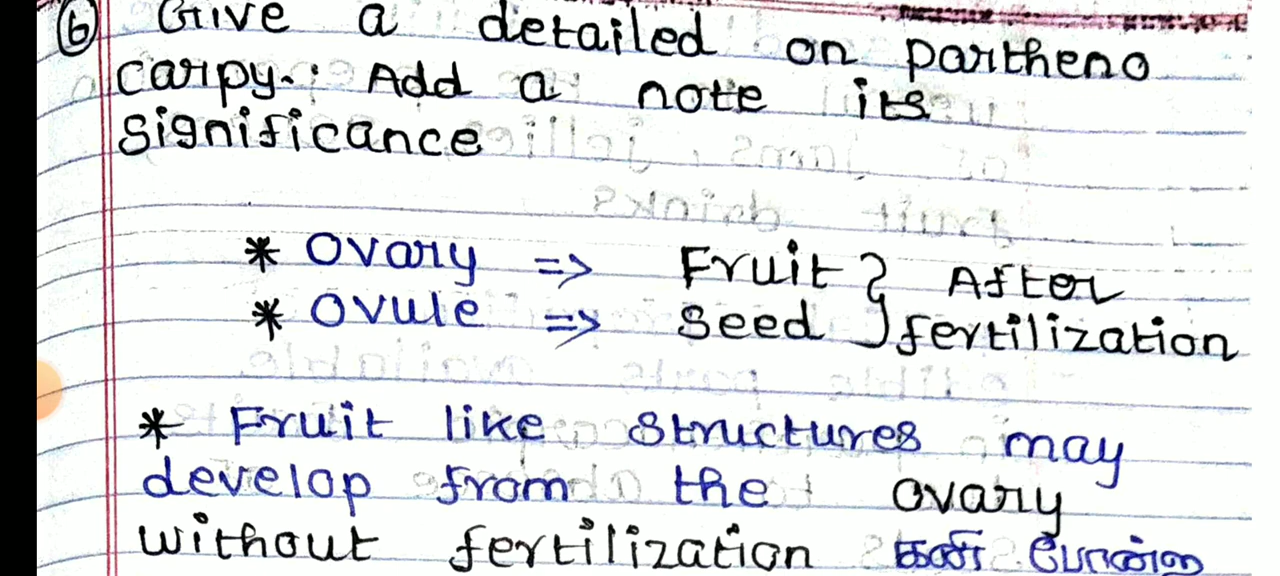 ⑥ Give a detailed on partheno
carpy. Add a note its
significance
* Ovary => Fruit } After
* Ovule => Seed } fertilization
* Fruit like structures may
develop from the ovary
without fertilization கனி போன்ற